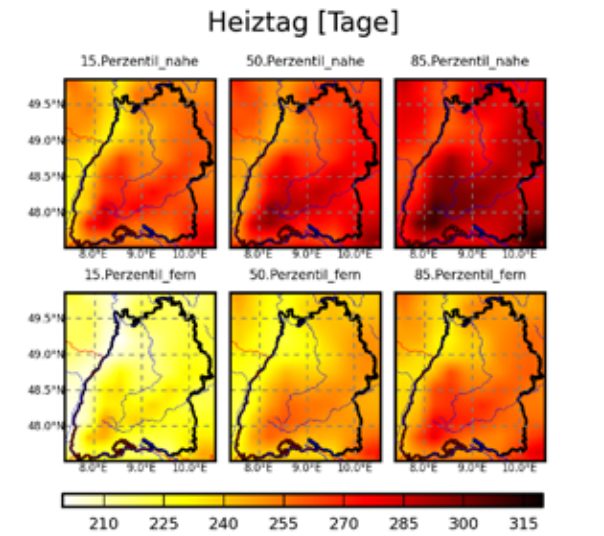 Heiztag [Tage]
15.Perzentil_nahe 50.Perzentil_nahe 85.Perzentil_nahe
49.5°N
49.0°N
48.5°N
48.0°N
8.0°E 9.0°E 10.0°E 8.0°E 9.0°E 10.0°E 8.0°E 9.0°E 10.0°E
15.Perzentil_fern 50.Perzentil_fern 85.Perzentil_fern
49.5°N
49.0°N
48.5°N
48.0°N
8.0°E 9.0°E 10.0°E 8.0°E 9.0°E 10.0°E 8.0°E 9.0°E 10.0°E
210 225 240 255 270 285 300 315